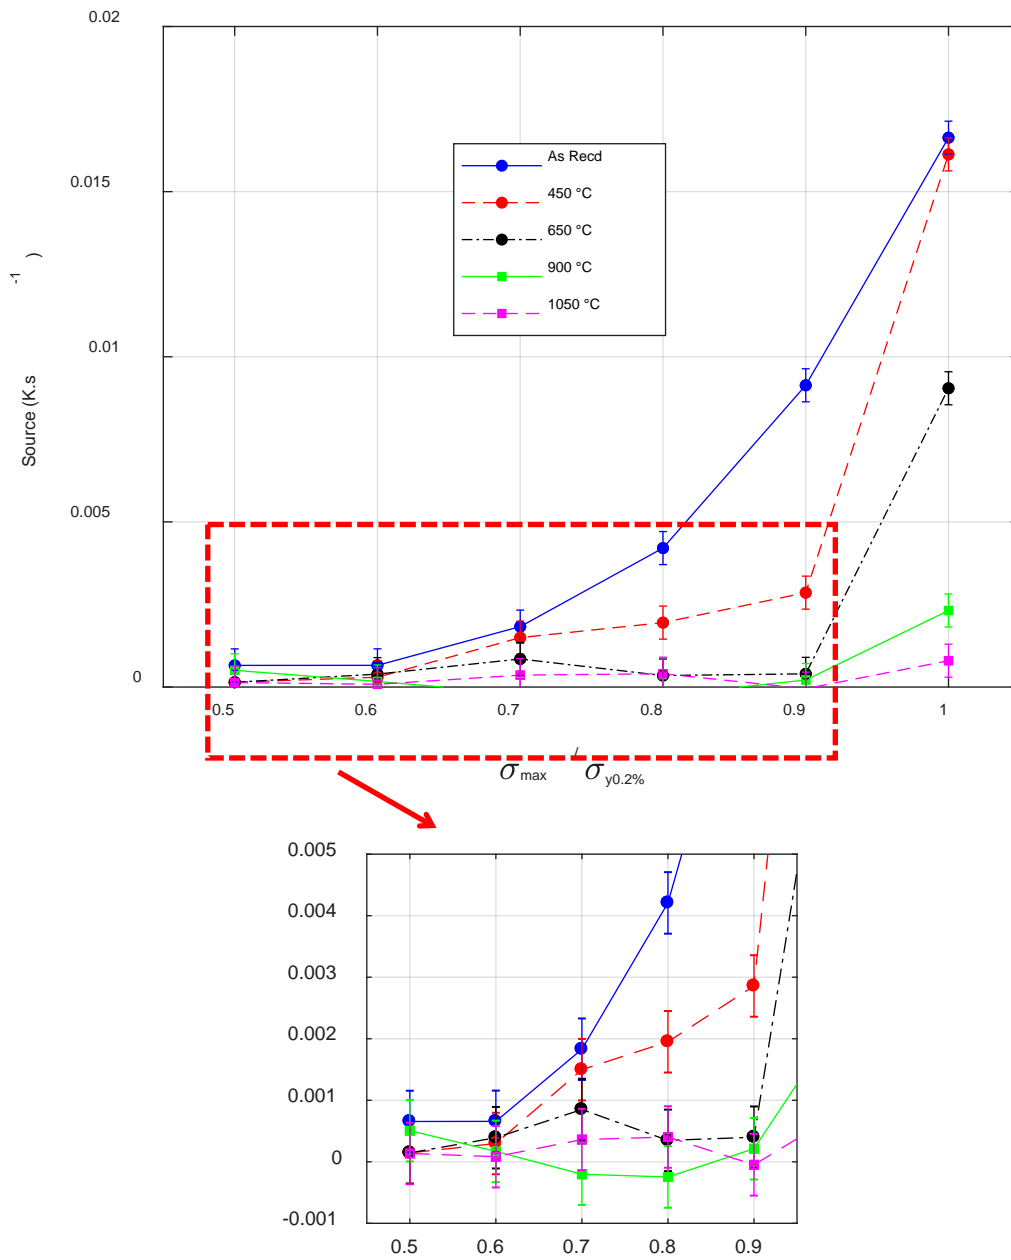 0.02
As Recd
450 °C
650 °C
900 °C
1050 °C
0.015
0.01
0.005
0
Source (K.s
-1
)
0.5 0.6 0.7 0.8 0.9 1
σmax / σy0.2%
0.005
0.004
0.003
0.002
0.001
0
-0.001
0.5 0.6 0.7 0.8 0.9